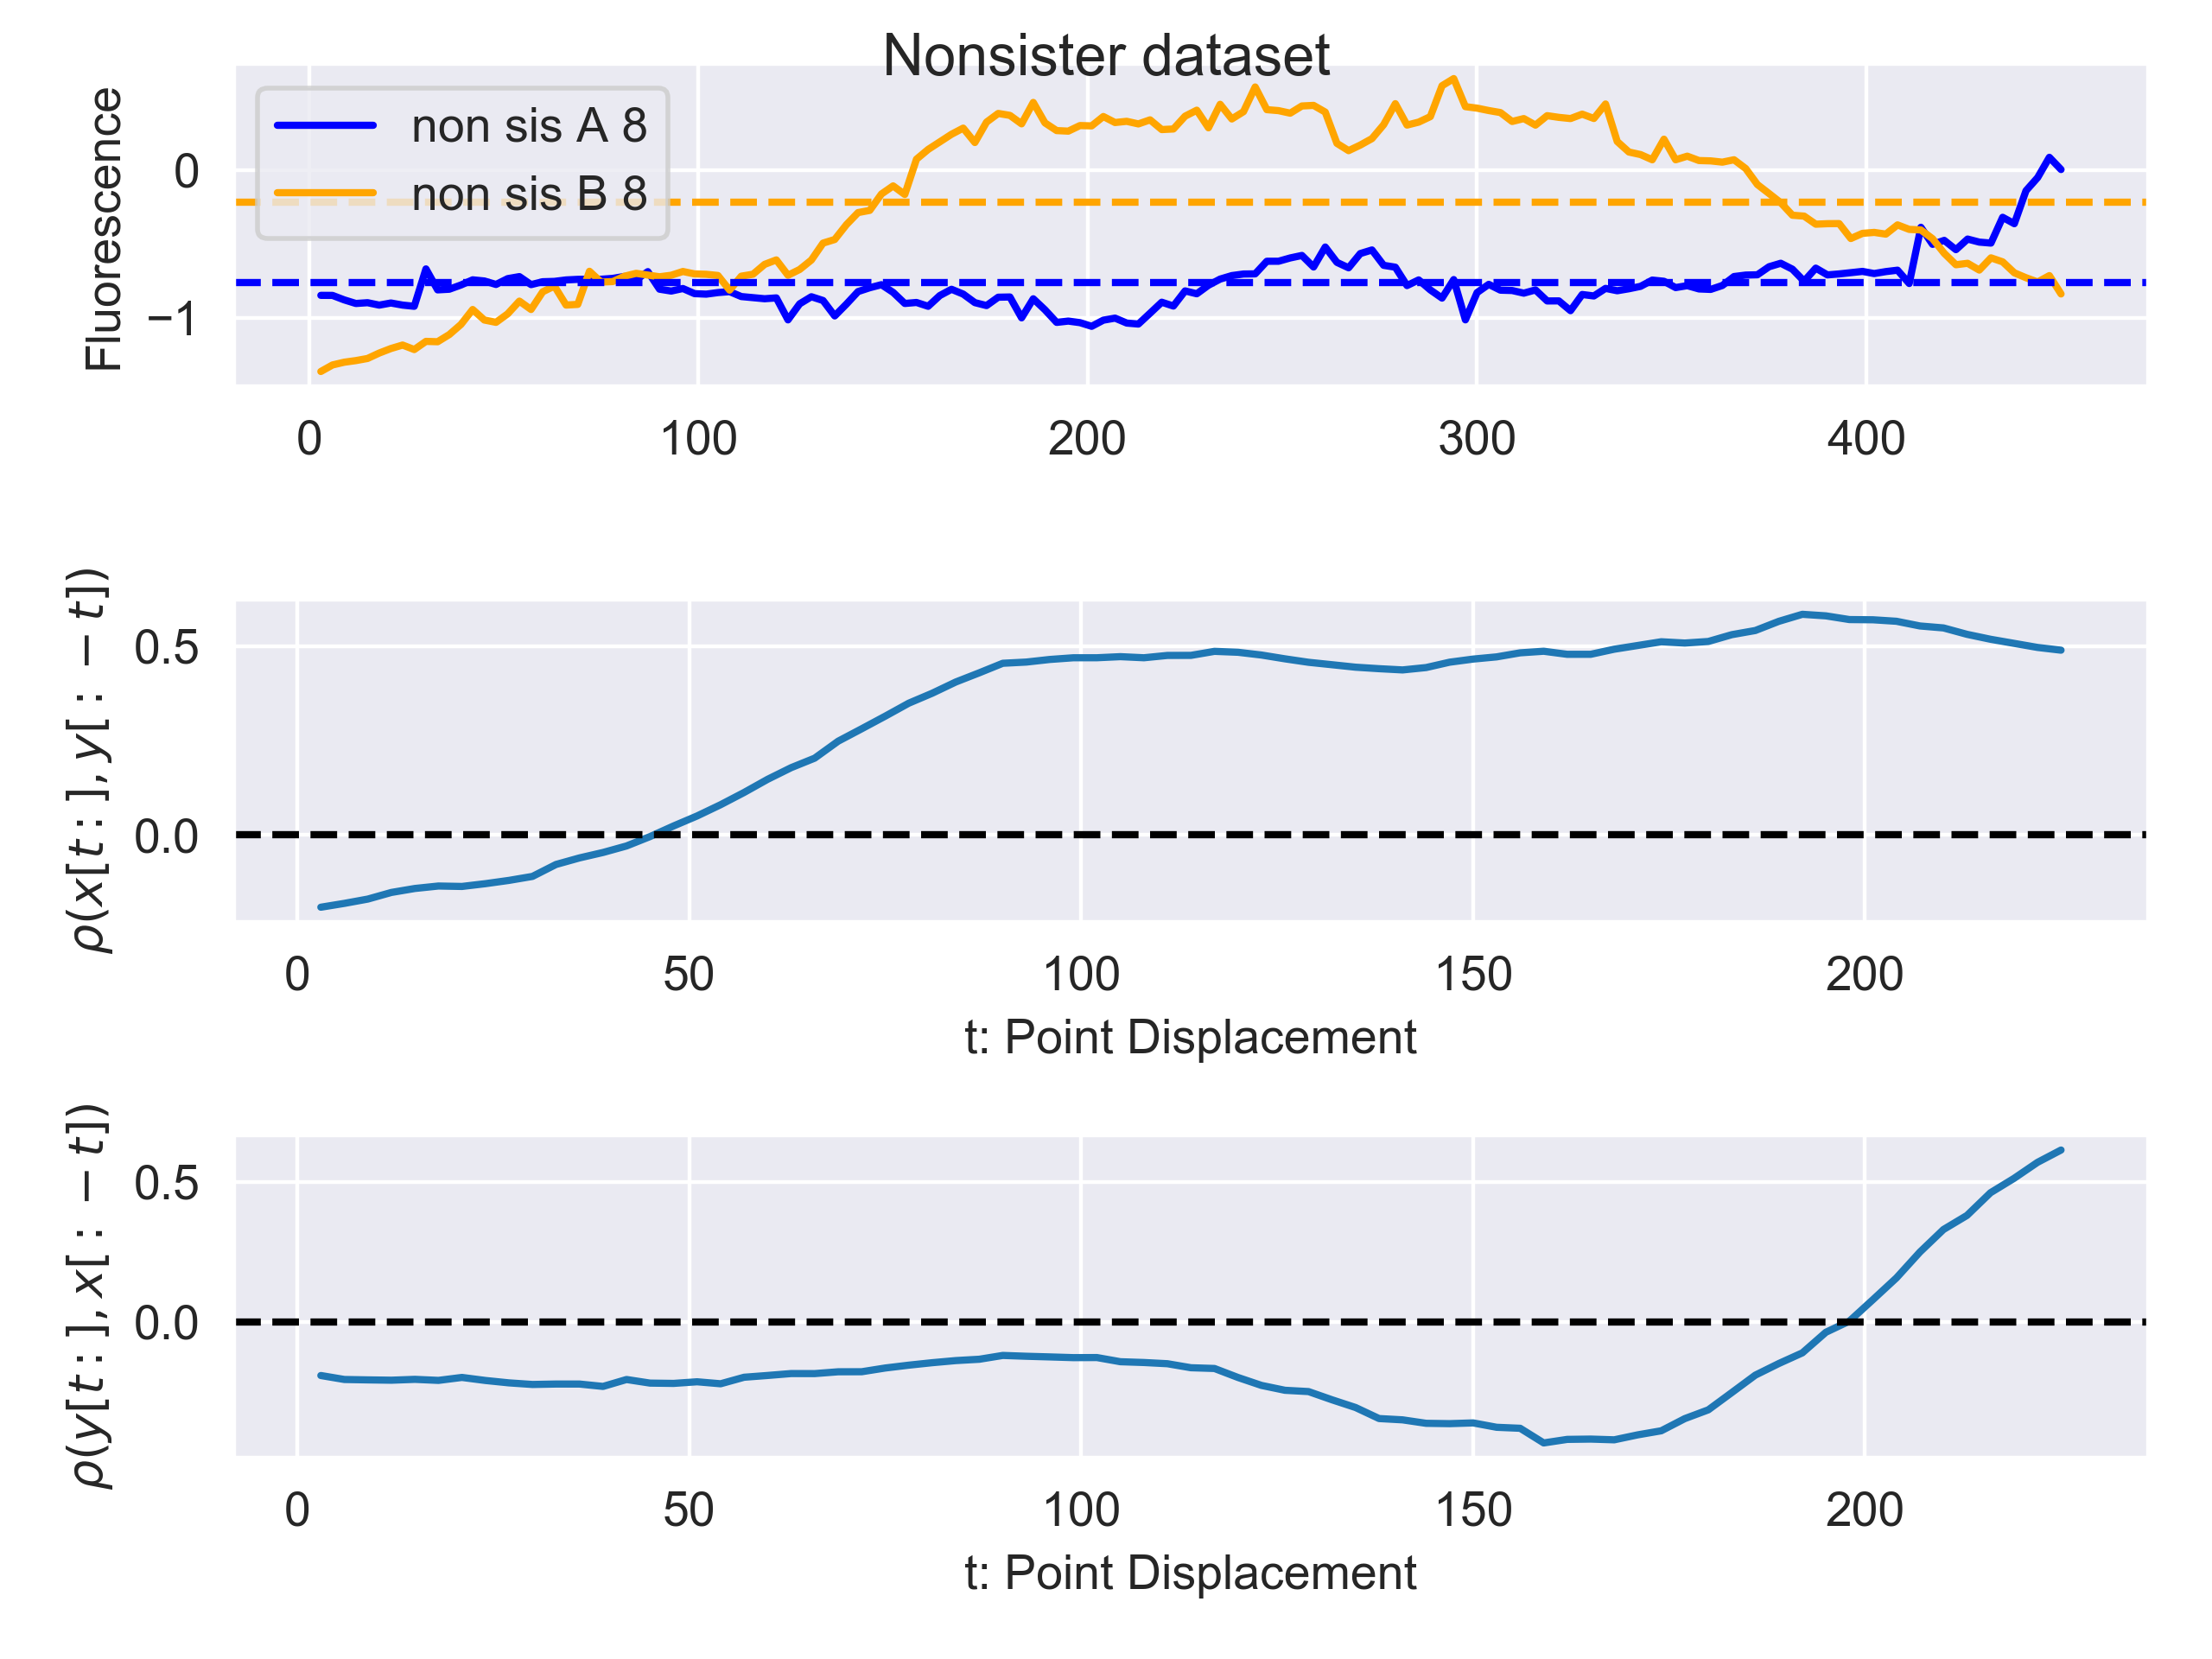 Nonsister dataset
Fluorescence
non sis A 8
non sis B 8
0
−1
0 100 200 300 400
ρ(x[t:], y[:−t])
0.5
0.0
0 50 100 150 200
t: Point Displacement
ρ(y[t:], x[:−t])
0.5
0.0
0 50 100 150 200
t: Point Displacement